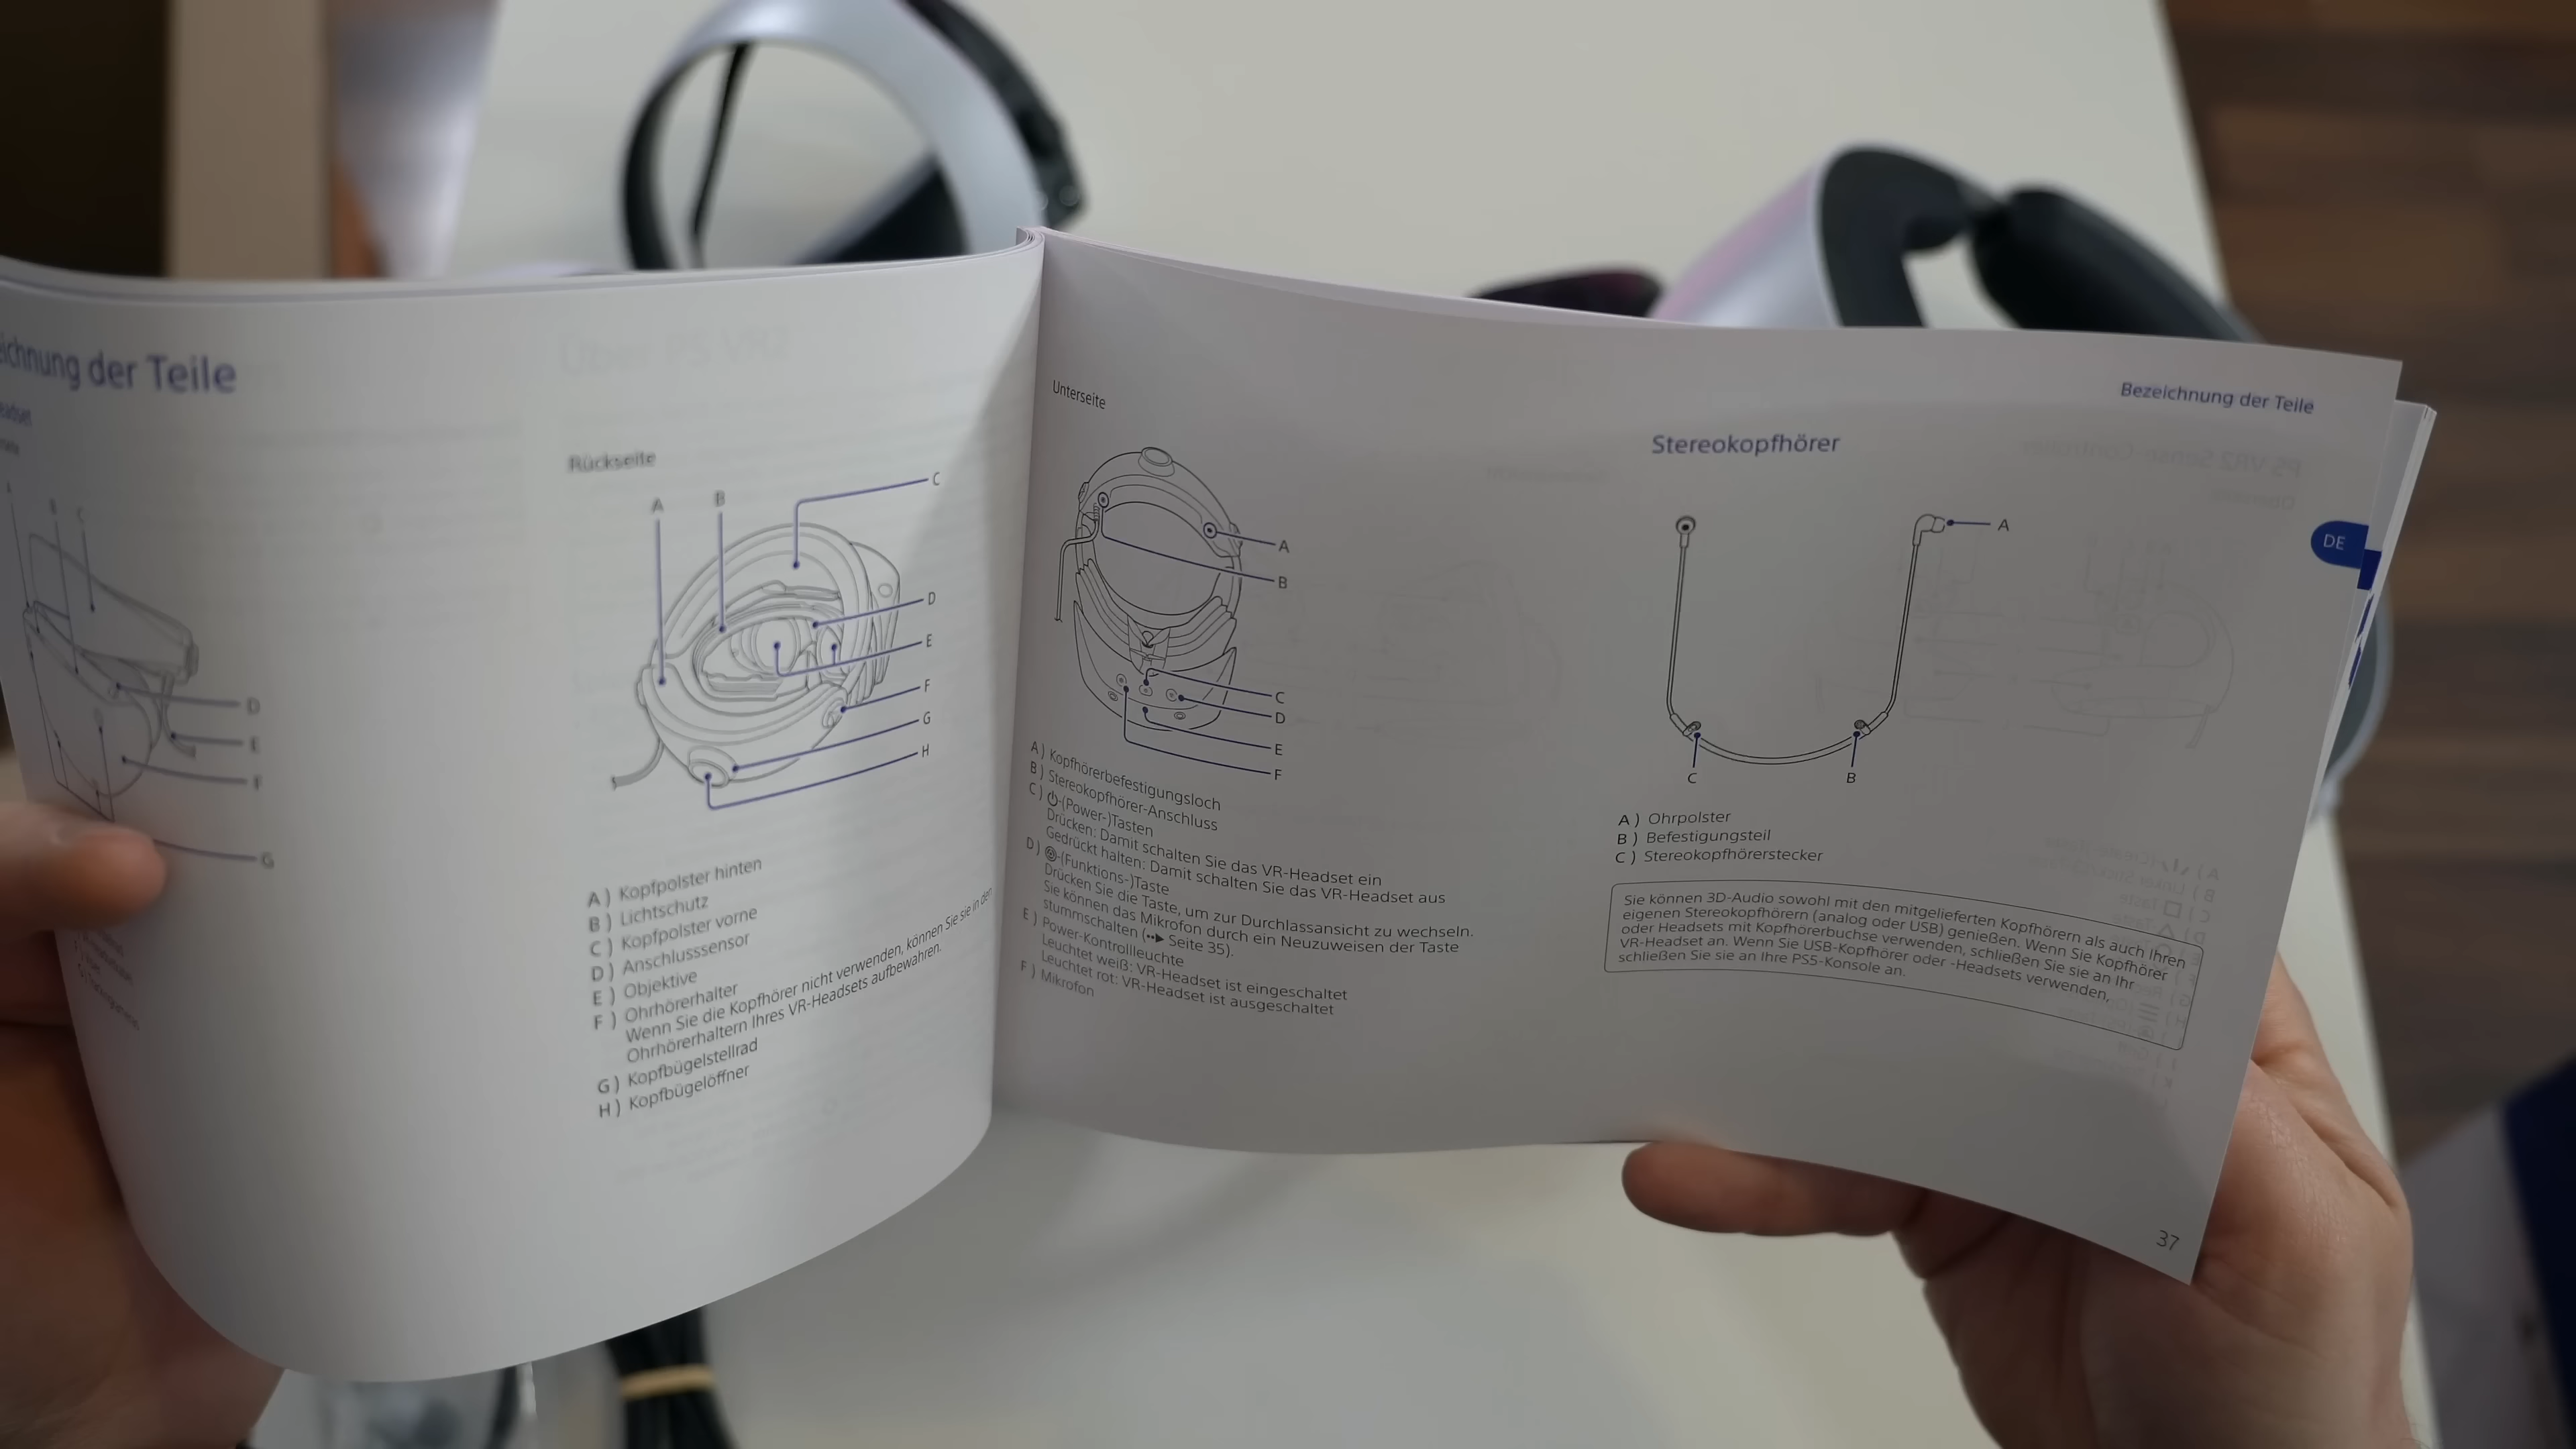 der Teile
D
E
F
G
Rückseite
A
B
C
D
E
F
G
H
A ) Kopfpolster hinten
B ) Lichtschutz
C ) Kopfpolster vorne
D ) Anschlusssensor
E ) Objektive
F ) Ohrhörerhalter
Wenn Sie die Kopfhörer nicht verwenden, können Sie sie in den
Ohrhörerhaltern Ihres VR-Headsets aufbewahren.
G ) Kopfbügelstellrad
H ) Kopfbügelöffner
Unterseite
A
B
C
D
E
F
A ) Kopfhörerbefestigungsloch
B ) Stereokopfhörer-Anschluss
C ) ⏻-(Power-)Tasten
Drücken: Damit schalten Sie das VR-Headset ein
Gedrückt halten: Damit schalten Sie das VR-Headset aus
D ) -(Funktions-)Taste
Drücken Sie die Taste, um zur Durchlassansicht zu wechseln.
Sie können das Mikrofon durch ein Neuzuweisen der Taste
stummschalten (••► Seite 35).
E ) Power-Kontrollleuchte
Leuchtet weiß: VR-Headset ist eingeschaltet
Leuchtet rot: VR-Headset ist ausgeschaltet
F ) Mikrofon
Bezeichnung der Teile
Stereokopfhörer
A
C
B
A ) Ohrpolster
B ) Befestigungsteil
C ) Stereokopfhörerstecker
Sie können 3D-Audio sowohl mit den mitgelieferten Kopfhörern als auch Ihren
eigenen Stereokopfhörern (analog oder USB) genießen. Wenn Sie Kopfhörer
oder Headsets mit Kopfhörerbuchse verwenden, schließen Sie sie an Ihr
VR-Headset an. Wenn Sie USB-Kopfhörer oder -Headsets verwenden,
schließen Sie sie an Ihre PS5-Konsole an.
DE
37